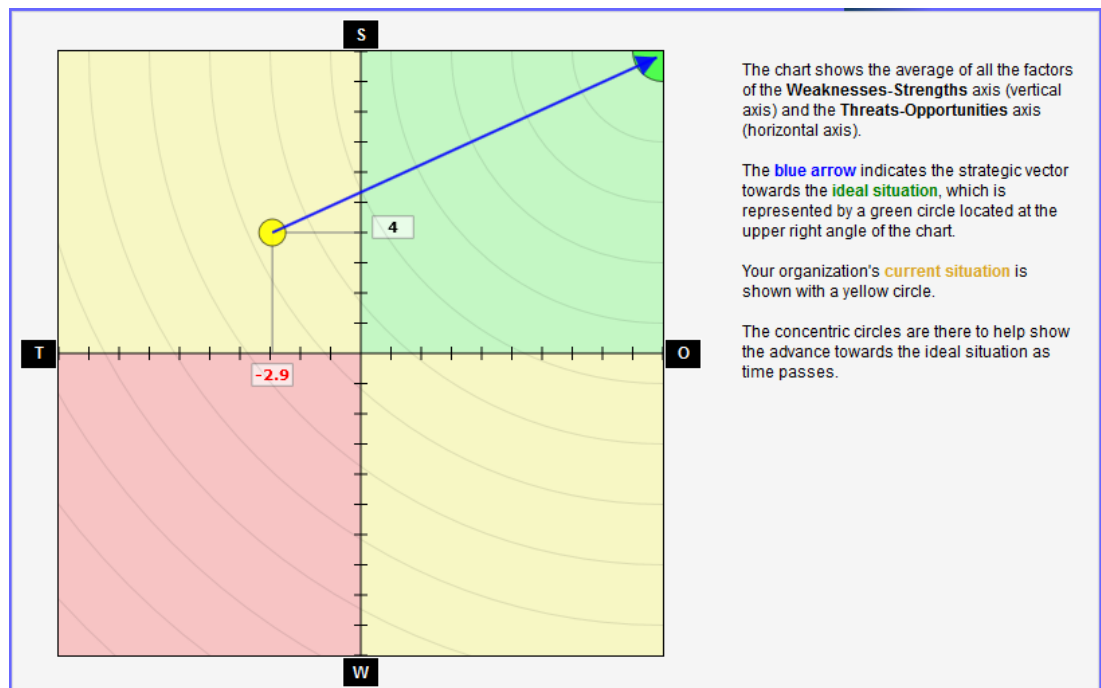 S
4
T
O
-2.9
W
The chart shows the average of all the factors
of the Weaknesses-Strengths axis (vertical
axis) and the Threats-Opportunities axis
(horizontal axis).
The blue arrow indicates the strategic vector
towards the ideal situation, which is
represented by a green circle located at the
upper right angle of the chart.
Your organization's current situation is
shown with a yellow circle.
The concentric circles are there to help show
the advance towards the ideal situation as
time passes.